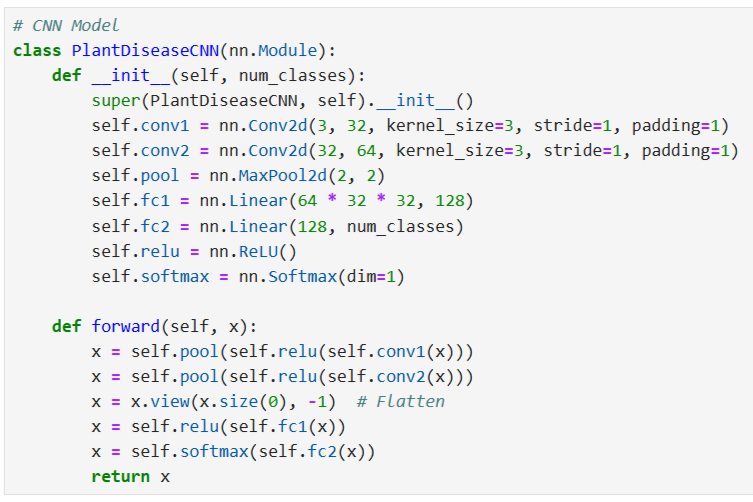 # CNN Model
class PlantDiseaseCNN(nn.Module):
    def __init__(self, num_classes):
        super(PlantDiseaseCNN, self).__init__()
        self.conv1 = nn.Conv2d(3, 32, kernel_size=3, stride=1, padding=1)
        self.conv2 = nn.Conv2d(32, 64, kernel_size=3, stride=1, padding=1)
        self.pool = nn.MaxPool2d(2, 2)
        self.fc1 = nn.Linear(64 * 32 * 32, 128)
        self.fc2 = nn.Linear(128, num_classes)
        self.relu = nn.ReLU()
        self.softmax = nn.Softmax(dim=1)

    def forward(self, x):
        x = self.pool(self.relu(self.conv1(x)))
        x = self.pool(self.relu(self.conv2(x)))
        x = x.view(x.size(0), -1)  # Flatten
        x = self.relu(self.fc1(x))
        x = self.softmax(self.fc2(x))
        return x